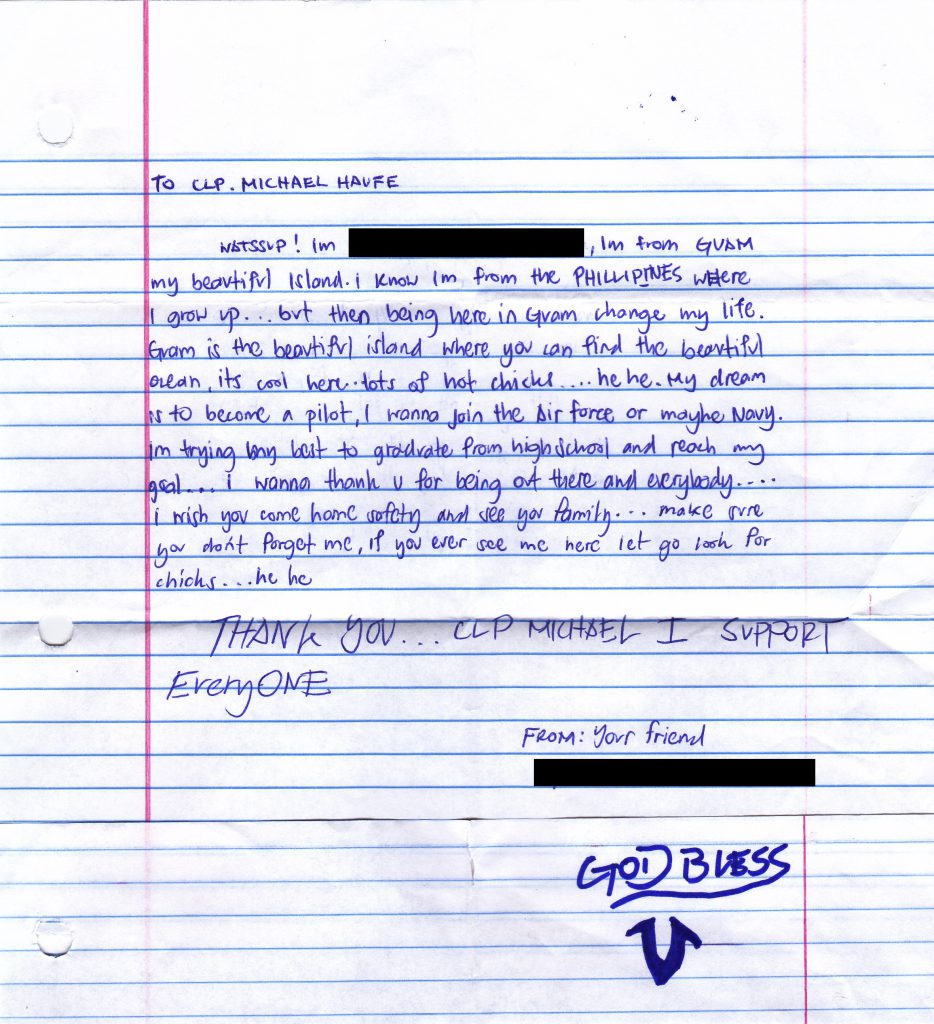 TO CLP. MICHAEL HAUFE
WATSSUP! Im , Im from GUAM
my beautiful Island. i know Im from the PHILLIPINES where
I grow up... but then being here in Guam change my life.
Guam is the beautiful island where you can find the beautiful
ocean, its cool here.. lots of hot chicks.... he he. My dream
is to become a pilot, I wanna join the Air force or mayhe Navy.
Im trying my best to graduate from highschool and reach my
goal... i wanna thank u for being out there and everybody....
i wish you come home safety and see you family... make sure
you don't forget me, if you ever see me here let go look for
chicks...he he
THANK YOU... CLP MICHAEL I SUPPORT
EveryONE
FROM: Your friend
GOD BLESS
U